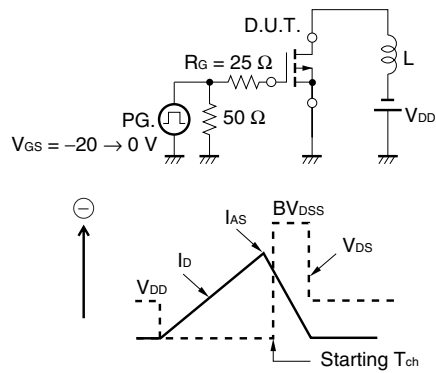 D.U.T.
RG = 25 Ω
L
PG.
50 Ω
VDD
VGS = −20 → 0 V
⊖
BVDSS
IAS
ID
VDS
VDD
Starting Tch